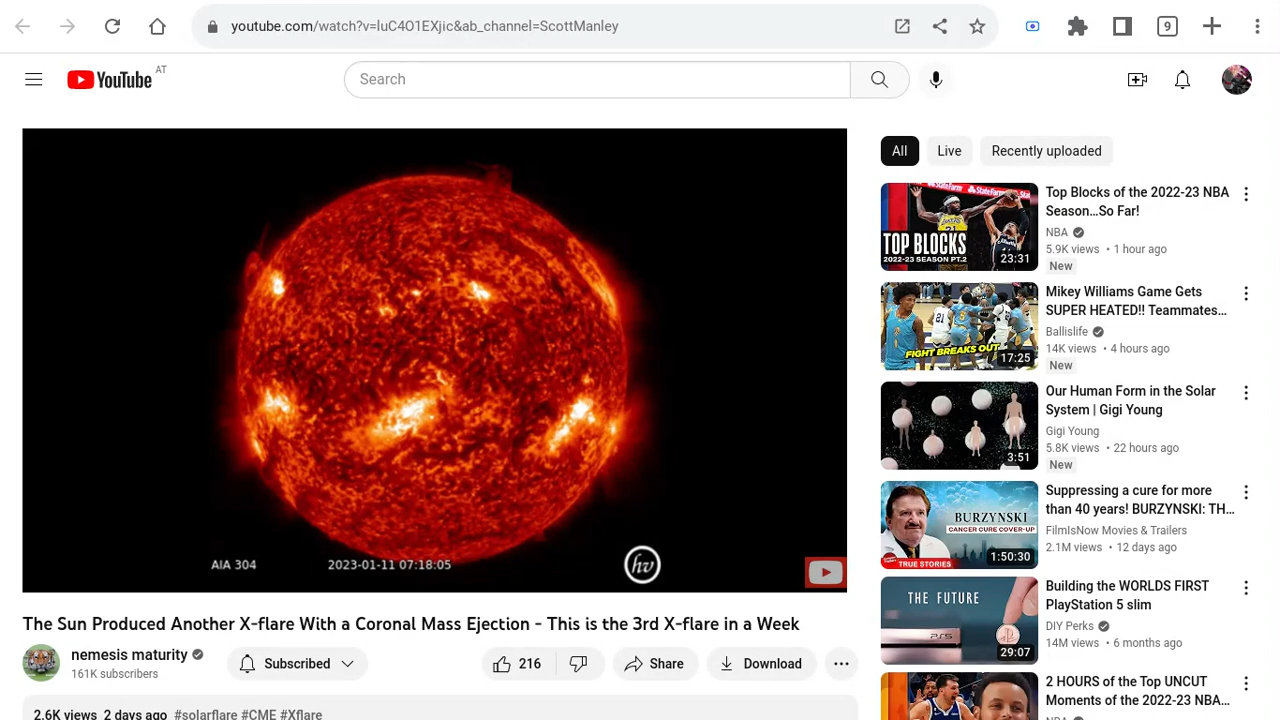 youtube.com/watch?v=luC4O1EXjic&ab_channel=ScottManley
9
YouTube AT
Search
AIA 304
2023-01-11 07:18:05
hv
The Sun Produced Another X-flare With a Coronal Mass Ejection - This is the 3rd X-flare in a Week
nemesis maturity
161K subscribers
Subscribed
216
Share
Download
2.6K views 2 days ago #solarflare #CME #Xflare
All
Live
Recently uploaded
TOP BLOCKS
2022-23 SEASON PT.2
23:31
Top Blocks of the 2022-23 NBA
Season...So Far!
NBA
5.9K views • 1 hour ago
New
FIGHT BREAKS OUT
17:25
Mikey Williams Game Gets
SUPER HEATED!! Teammates...
Ballislife
14K views • 4 hours ago
New
3:51
Our Human Form in the Solar
System | Gigi Young
Gigi Young
5.8K views • 22 hours ago
New
BURZYNSKI
CANCER CURE COVER-UP
TRUE STORIES
1:50:30
Suppressing a cure for more
than 40 years! BURZYNSKI: TH...
FilmIsNow Movies & Trailers
2.1M views • 12 days ago
THE FUTURE
PS5
29:07
Building the WORLDS FIRST
PlayStation 5 slim
DIY Perks
14M views • 6 months ago
2 HOURS of the Top UNCUT
Moments of the 2022-23 NBA...